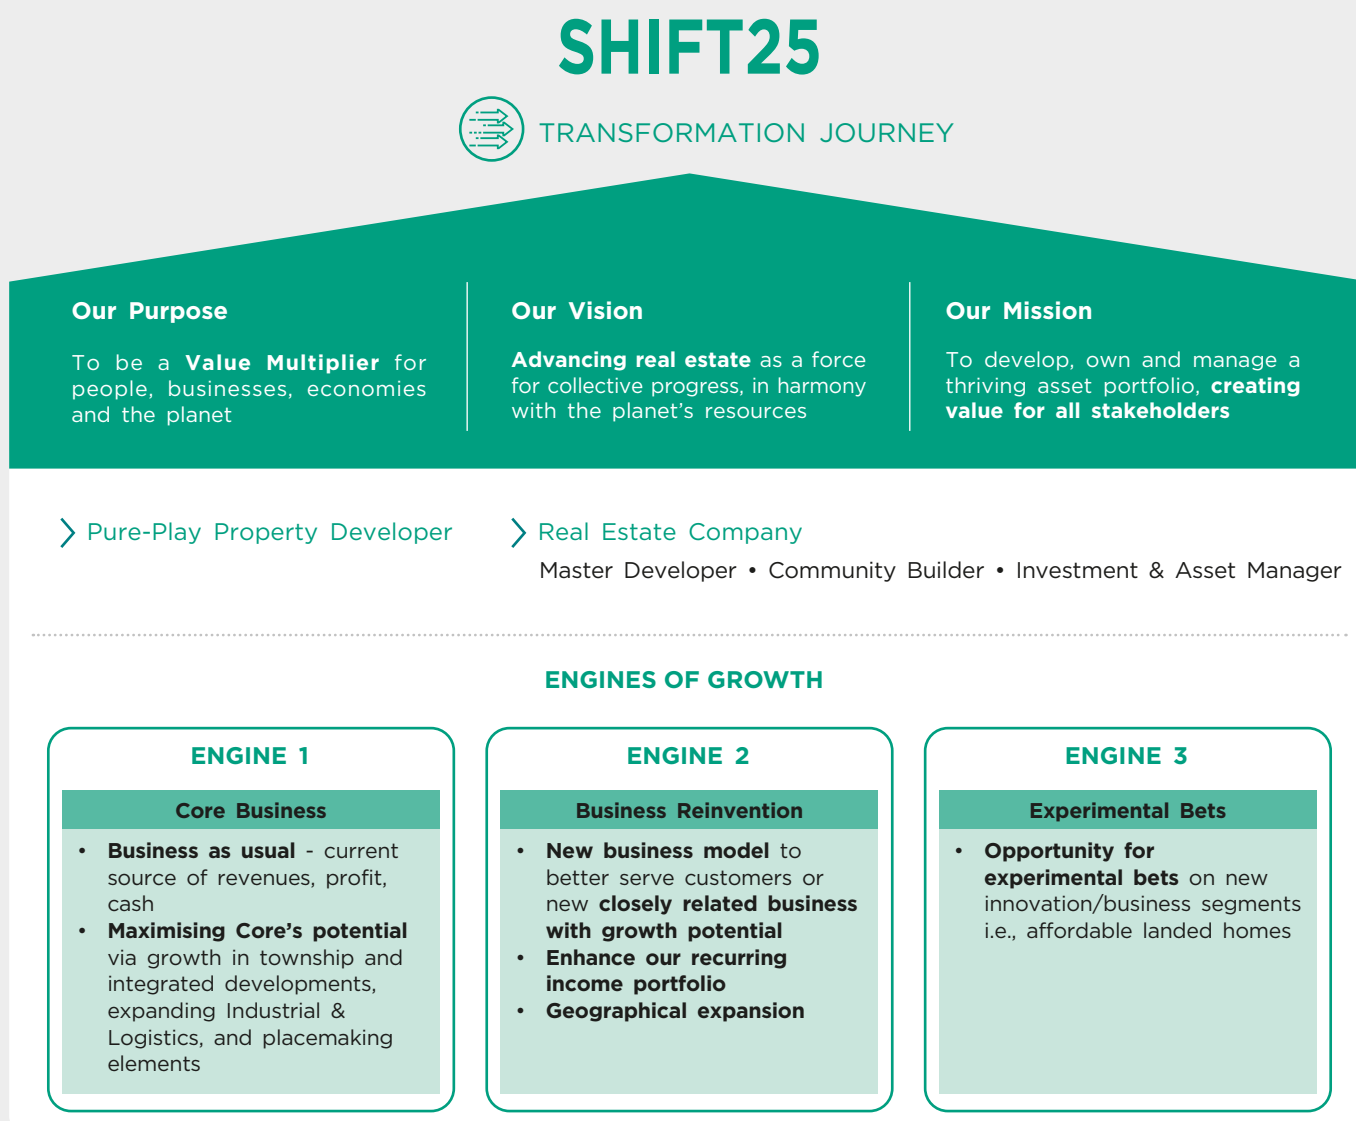 SHIFT25
TRANSFORMATION JOURNEY
Our Purpose
To be a Value Multiplier for
people, businesses, economies
and the planet
Our Vision
Advancing real estate as a force
for collective progress, in harmony
with the planet's resources
Our Mission
To develop, own and manage a
thriving asset portfolio, creating
value for all stakeholders
Pure-Play Property Developer
Real Estate Company
Master Developer • Community Builder • Investment & Asset Manager
ENGINES OF GROWTH
ENGINE 1
Core Business
• Business as usual - current
source of revenues, profit,
cash
• Maximising Core's potential
via growth in township and
integrated developments,
expanding Industrial &
Logistics, and placemaking
elements
ENGINE 2
Business Reinvention
• New business model to
better serve customers or
new closely related business
with growth potential
• Enhance our recurring
income portfolio
• Geographical expansion
ENGINE 3
Experimental Bets
• Opportunity for
experimental bets on new
innovation/business segments
i.e., affordable landed homes